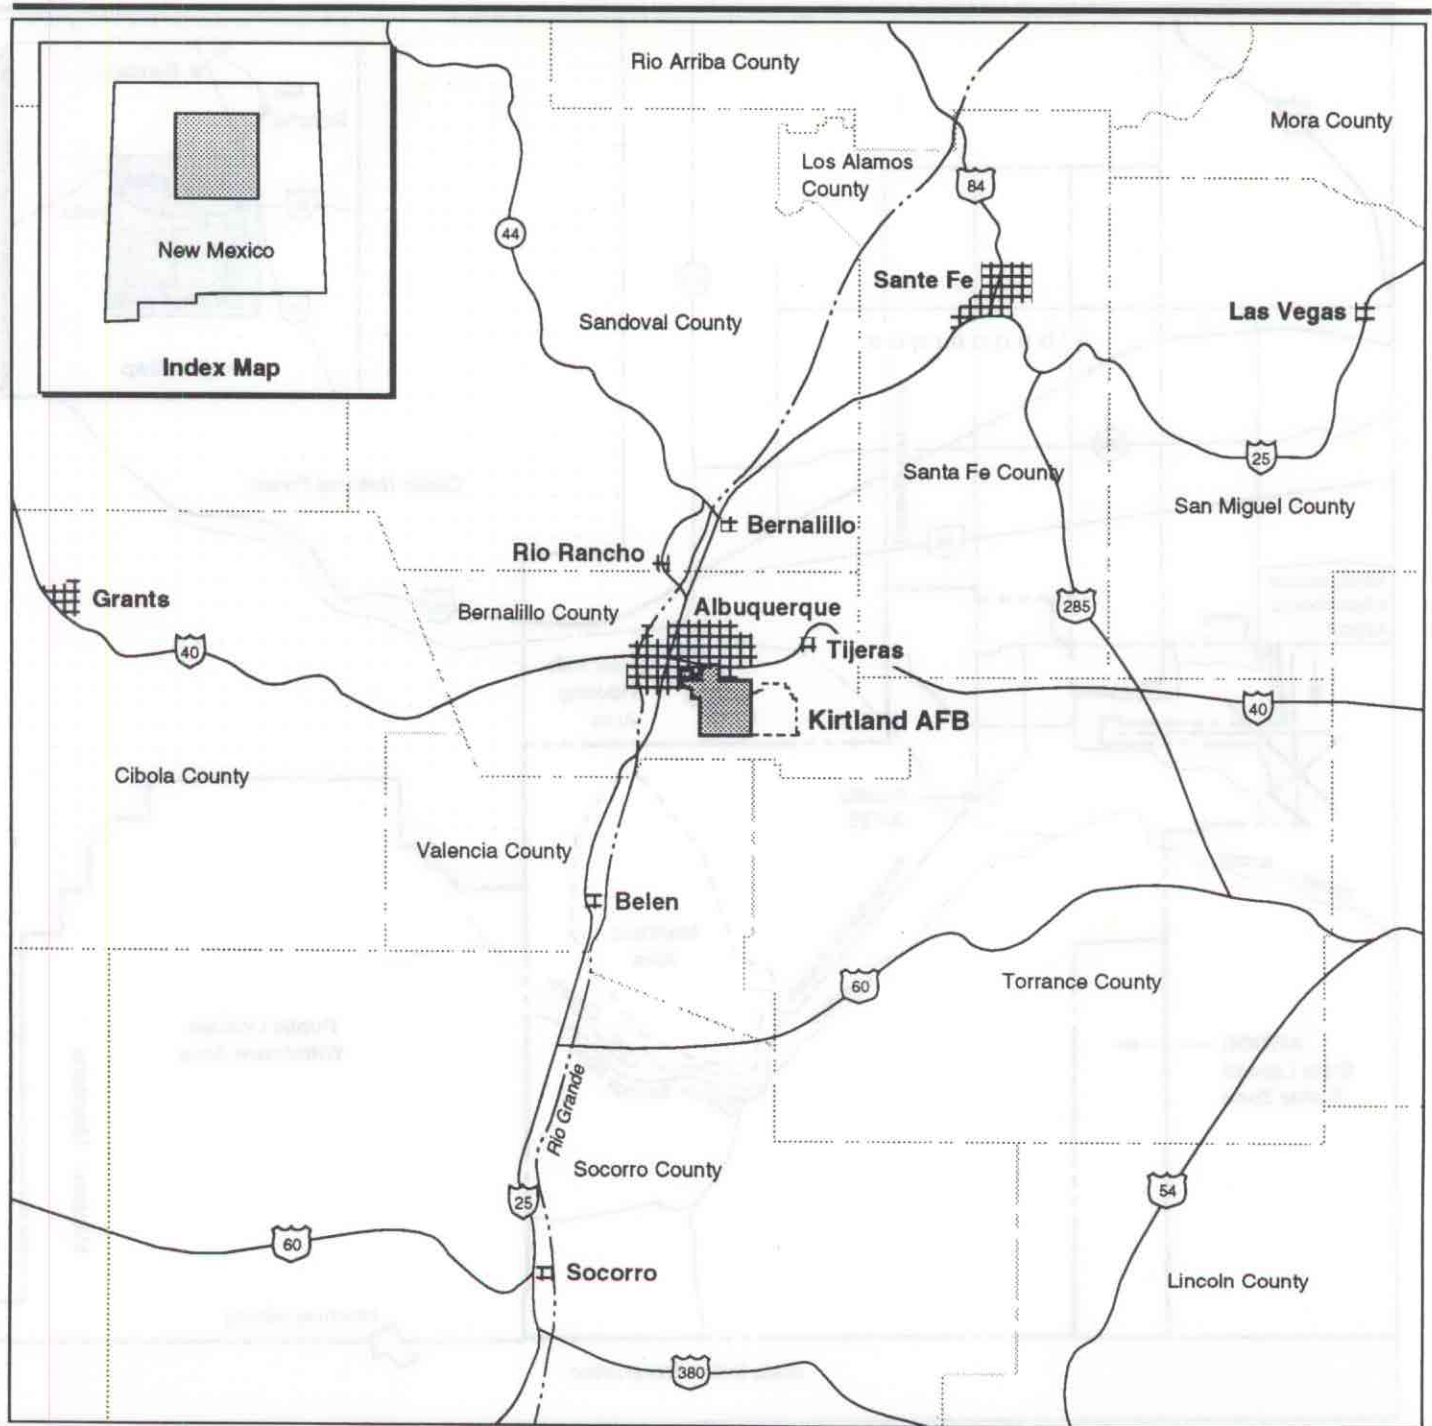 Rio Arriba County
Mora County
Los Alamos
County
84
New Mexico
44
Sante Fe
Las Vegas
Sandoval County
Index Map
25
Santa Fe County
San Miguel County
Bernalillo
Rio Rancho
Grants
Bernalillo County
Albuquerque
285
40
Tijeras
40
Kirtland AFB
Cibola County
Valencia County
Belen
60
Torrance County
Rio Grande
Socorro County
25
54
60
Socorro
Lincoln County
380